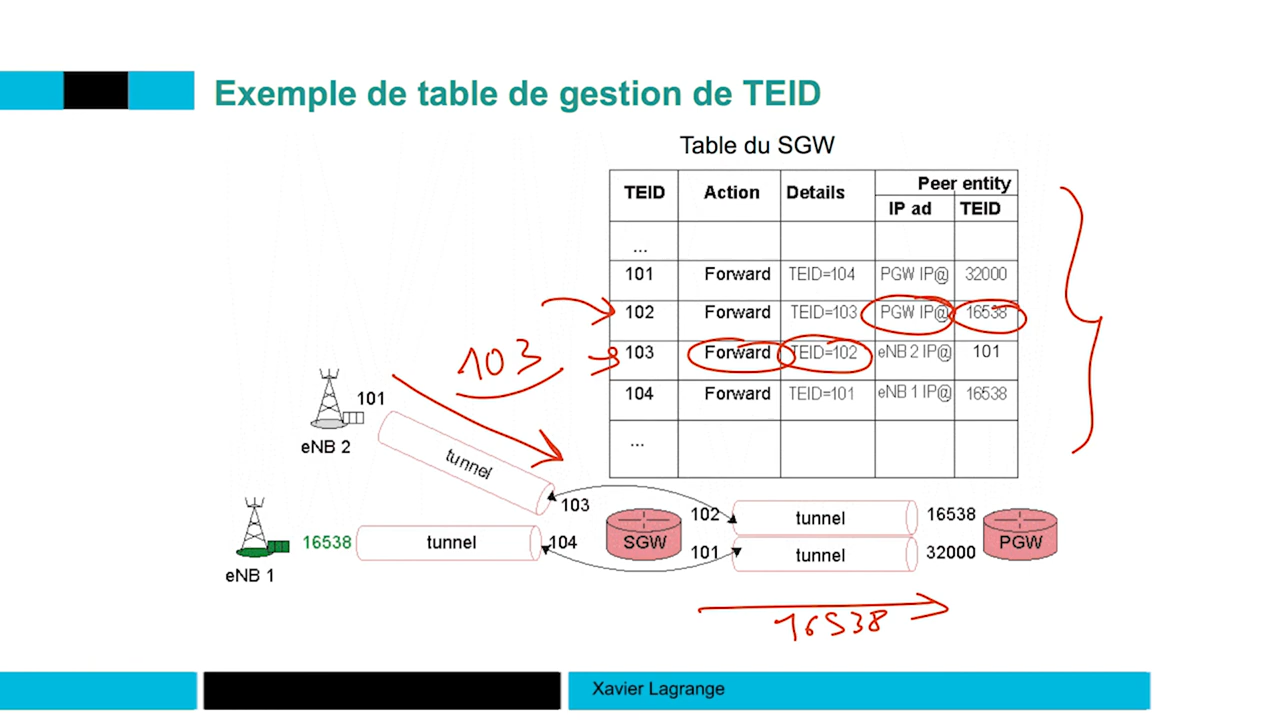 Exemple de table de gestion de TEID
Table du SGW
TEID Action Details Peer entity
IP ad TEID
...
101 Forward TEID=104 PGW IP@ 32000
102 Forward TEID=103 PGW IP@ 16538
103 Forward TEID=102 eNB 2 IP@ 101
104 Forward TEID=101 eNB 1 IP@ 16538
...
103
101
eNB 2
tunnel
103
102
tunnel
16538
16538
tunnel
104
SGW
101
tunnel
32000
PGW
eNB 1
16538
Xavier Lagrange